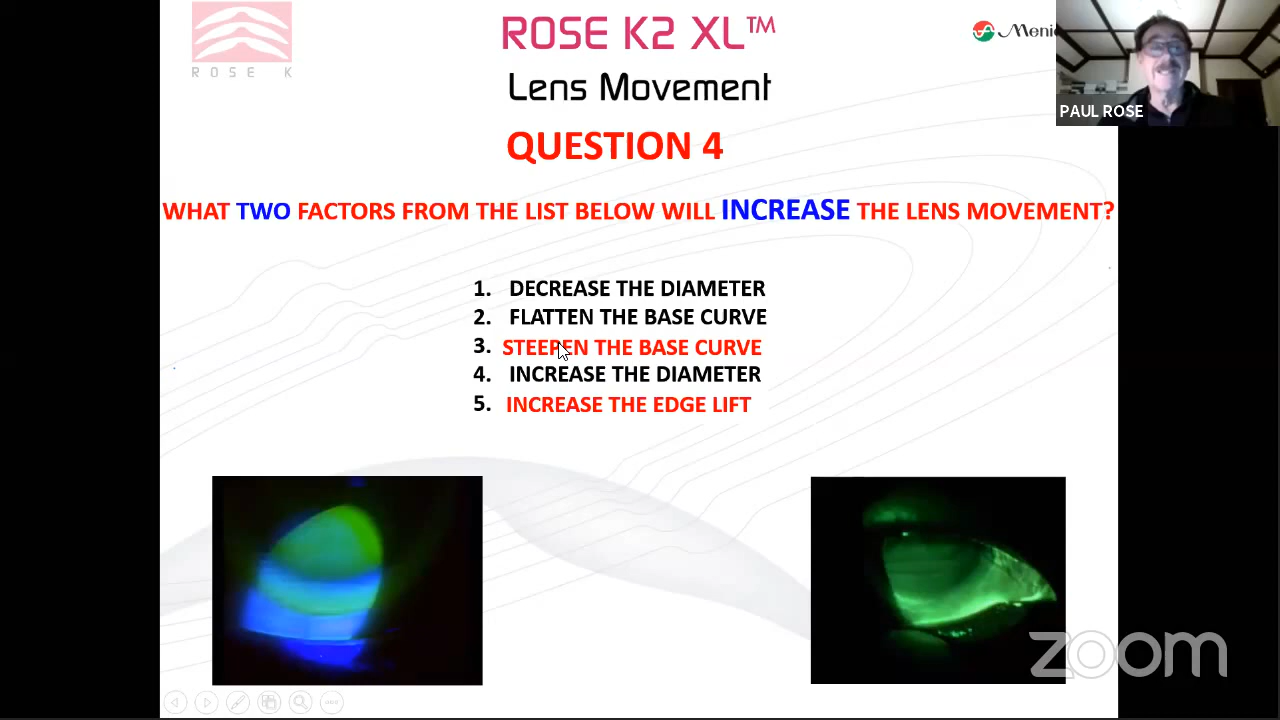 ROSE K
ROSE K2 XL™
Lens Movement
QUESTION 4
PAUL ROSE
WHAT TWO FACTORS FROM THE LIST BELOW WILL INCREASE THE LENS MOVEMENT?
1. DECREASE THE DIAMETER
2. FLATTEN THE BASE CURVE
3. STEEPEN THE BASE CURVE
4. INCREASE THE DIAMETER
5. INCREASE THE EDGE LIFT
zoom